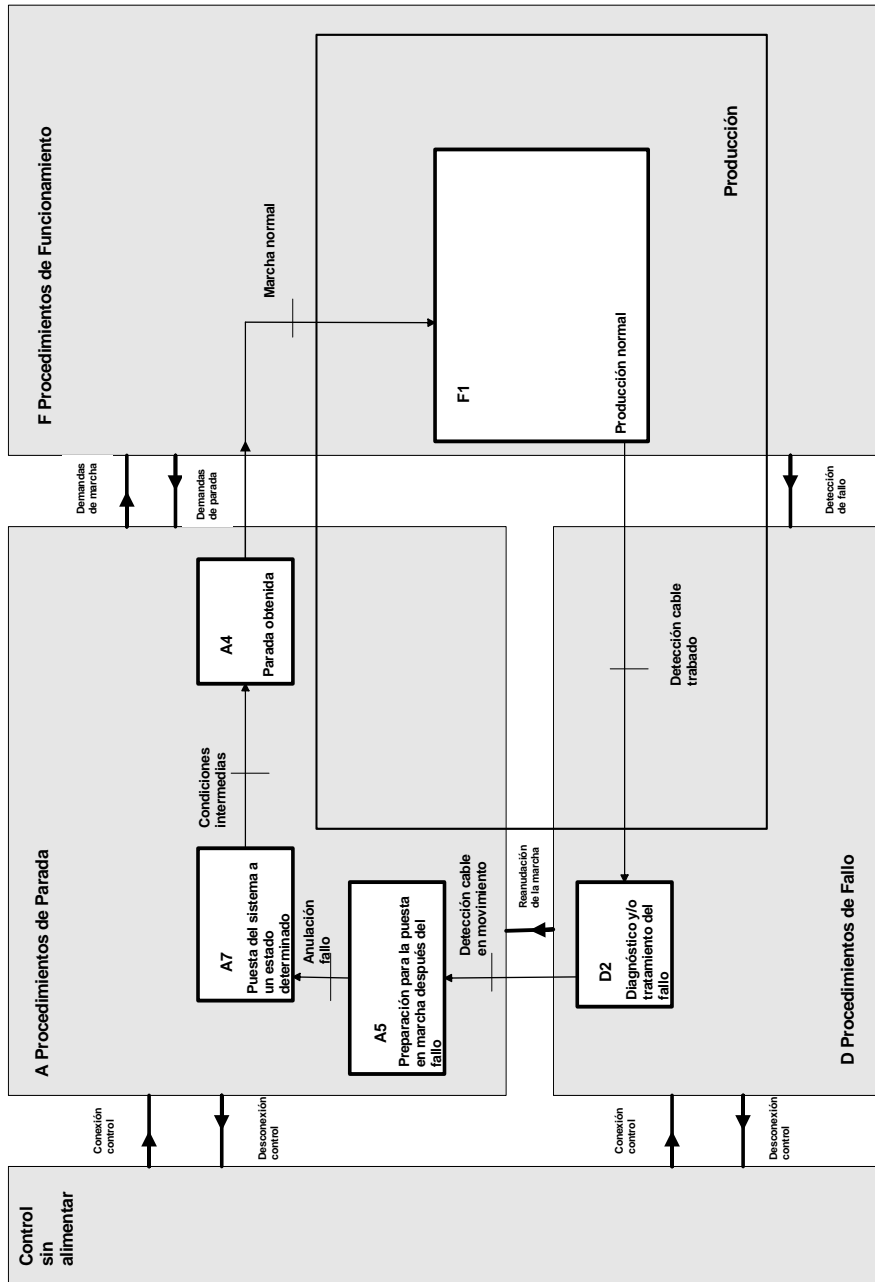 Control
sin
alimentar
Conexión
control
Desconexión
control
Conexión
control
Desconexión
control
A Procedimientos de Parada
A7
Puesta del sistema a
un estado
determinado
Condiciones
intermedias
A4
Parada obtenida
Anulación
fallo
A5
Preparación para la puesta
en marcha después del
fallo
Detección cable
en movimiento
Reanudación
de la marcha
D2
Diagnóstico y/o
tratamiento del
fallo
D Procedimientos de Fallo
Detección cable
trabado
Demandas
de marcha
Demandas
de parada
Detección
de fallo
F Procedimientos de Funcionamiento
Marcha normal
F1
Producción normal
Producción